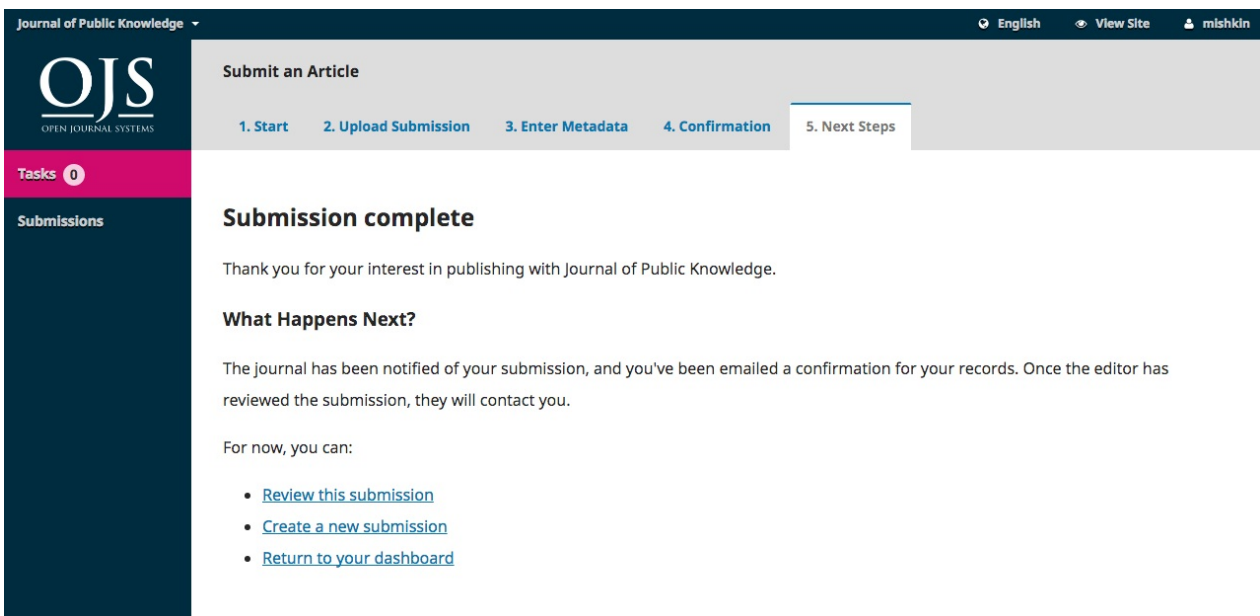 Journal of Public Knowledge
English
View Site
mishkin
OJS
OPEN JOURNAL SYSTEMS
Submit an Article
1. Start 2. Upload Submission 3. Enter Metadata 4. Confirmation 5. Next Steps
Tasks 0
Submissions
Submission complete
Thank you for your interest in publishing with Journal of Public Knowledge.
What Happens Next?
The journal has been notified of your submission, and you've been emailed a confirmation for your records. Once the editor has
reviewed the submission, they will contact you.
For now, you can:
• Review this submission
• Create a new submission
• Return to your dashboard